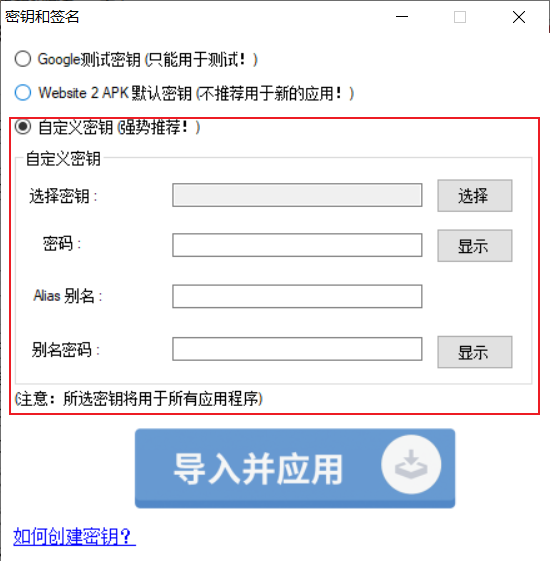 密钥和签名
Google测试密钥 (只能用于测试！)
Website 2 APK 默认密钥 (不推荐用于新的应用！)
自定义密钥 (强势推荐！)
自定义密钥
选择密钥 : 选择
密码 : 显示
Alias 别名 :
别名密码 : 显示
(注意：所选密钥将用于所有应用程序)
导入并应用
如何创建密钥？